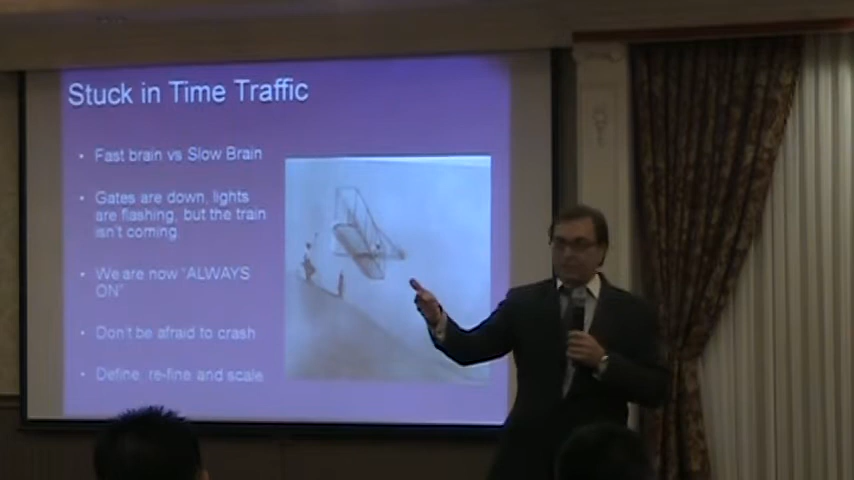 Stuck in Time Traffic
• Fast brain vs Slow Brain
• Gates are down, lights
are flashing, but the train
isn't coming.
• We are now "ALWAYS
ON"
• Don't be afraid to crash
• Define, re-fine and scale